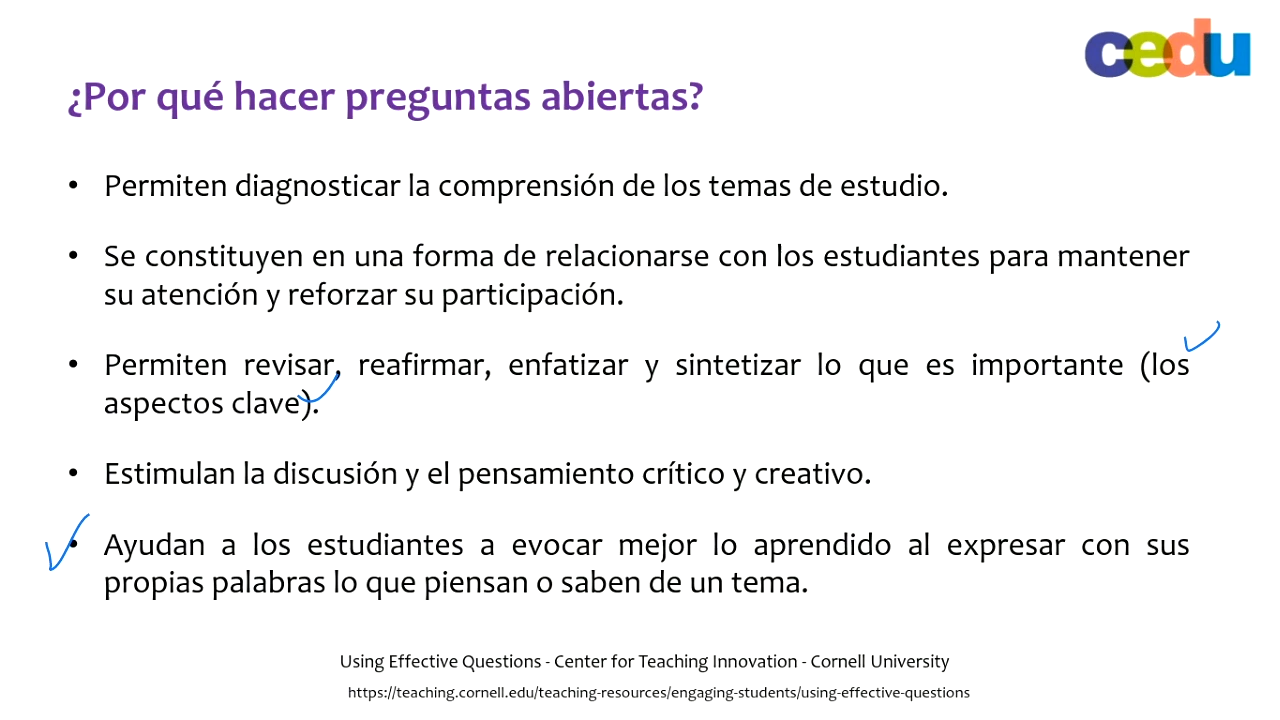 cedu
¿Por qué hacer preguntas abiertas?
• Permiten diagnosticar la comprensión de los temas de estudio.
• Se constituyen en una forma de relacionarse con los estudiantes para mantener
su atención y reforzar su participación.
• Permiten revisar, reafirmar, enfatizar y sintetizar lo que es importante (los
aspectos clave).
• Estimulan la discusión y el pensamiento crítico y creativo.
• Ayudan a los estudiantes a evocar mejor lo aprendido al expresar con sus
propias palabras lo que piensan o saben de un tema.
Using Effective Questions - Center for Teaching Innovation - Cornell University
https://teaching.cornell.edu/teaching-resources/engaging-students/using-effective-questions